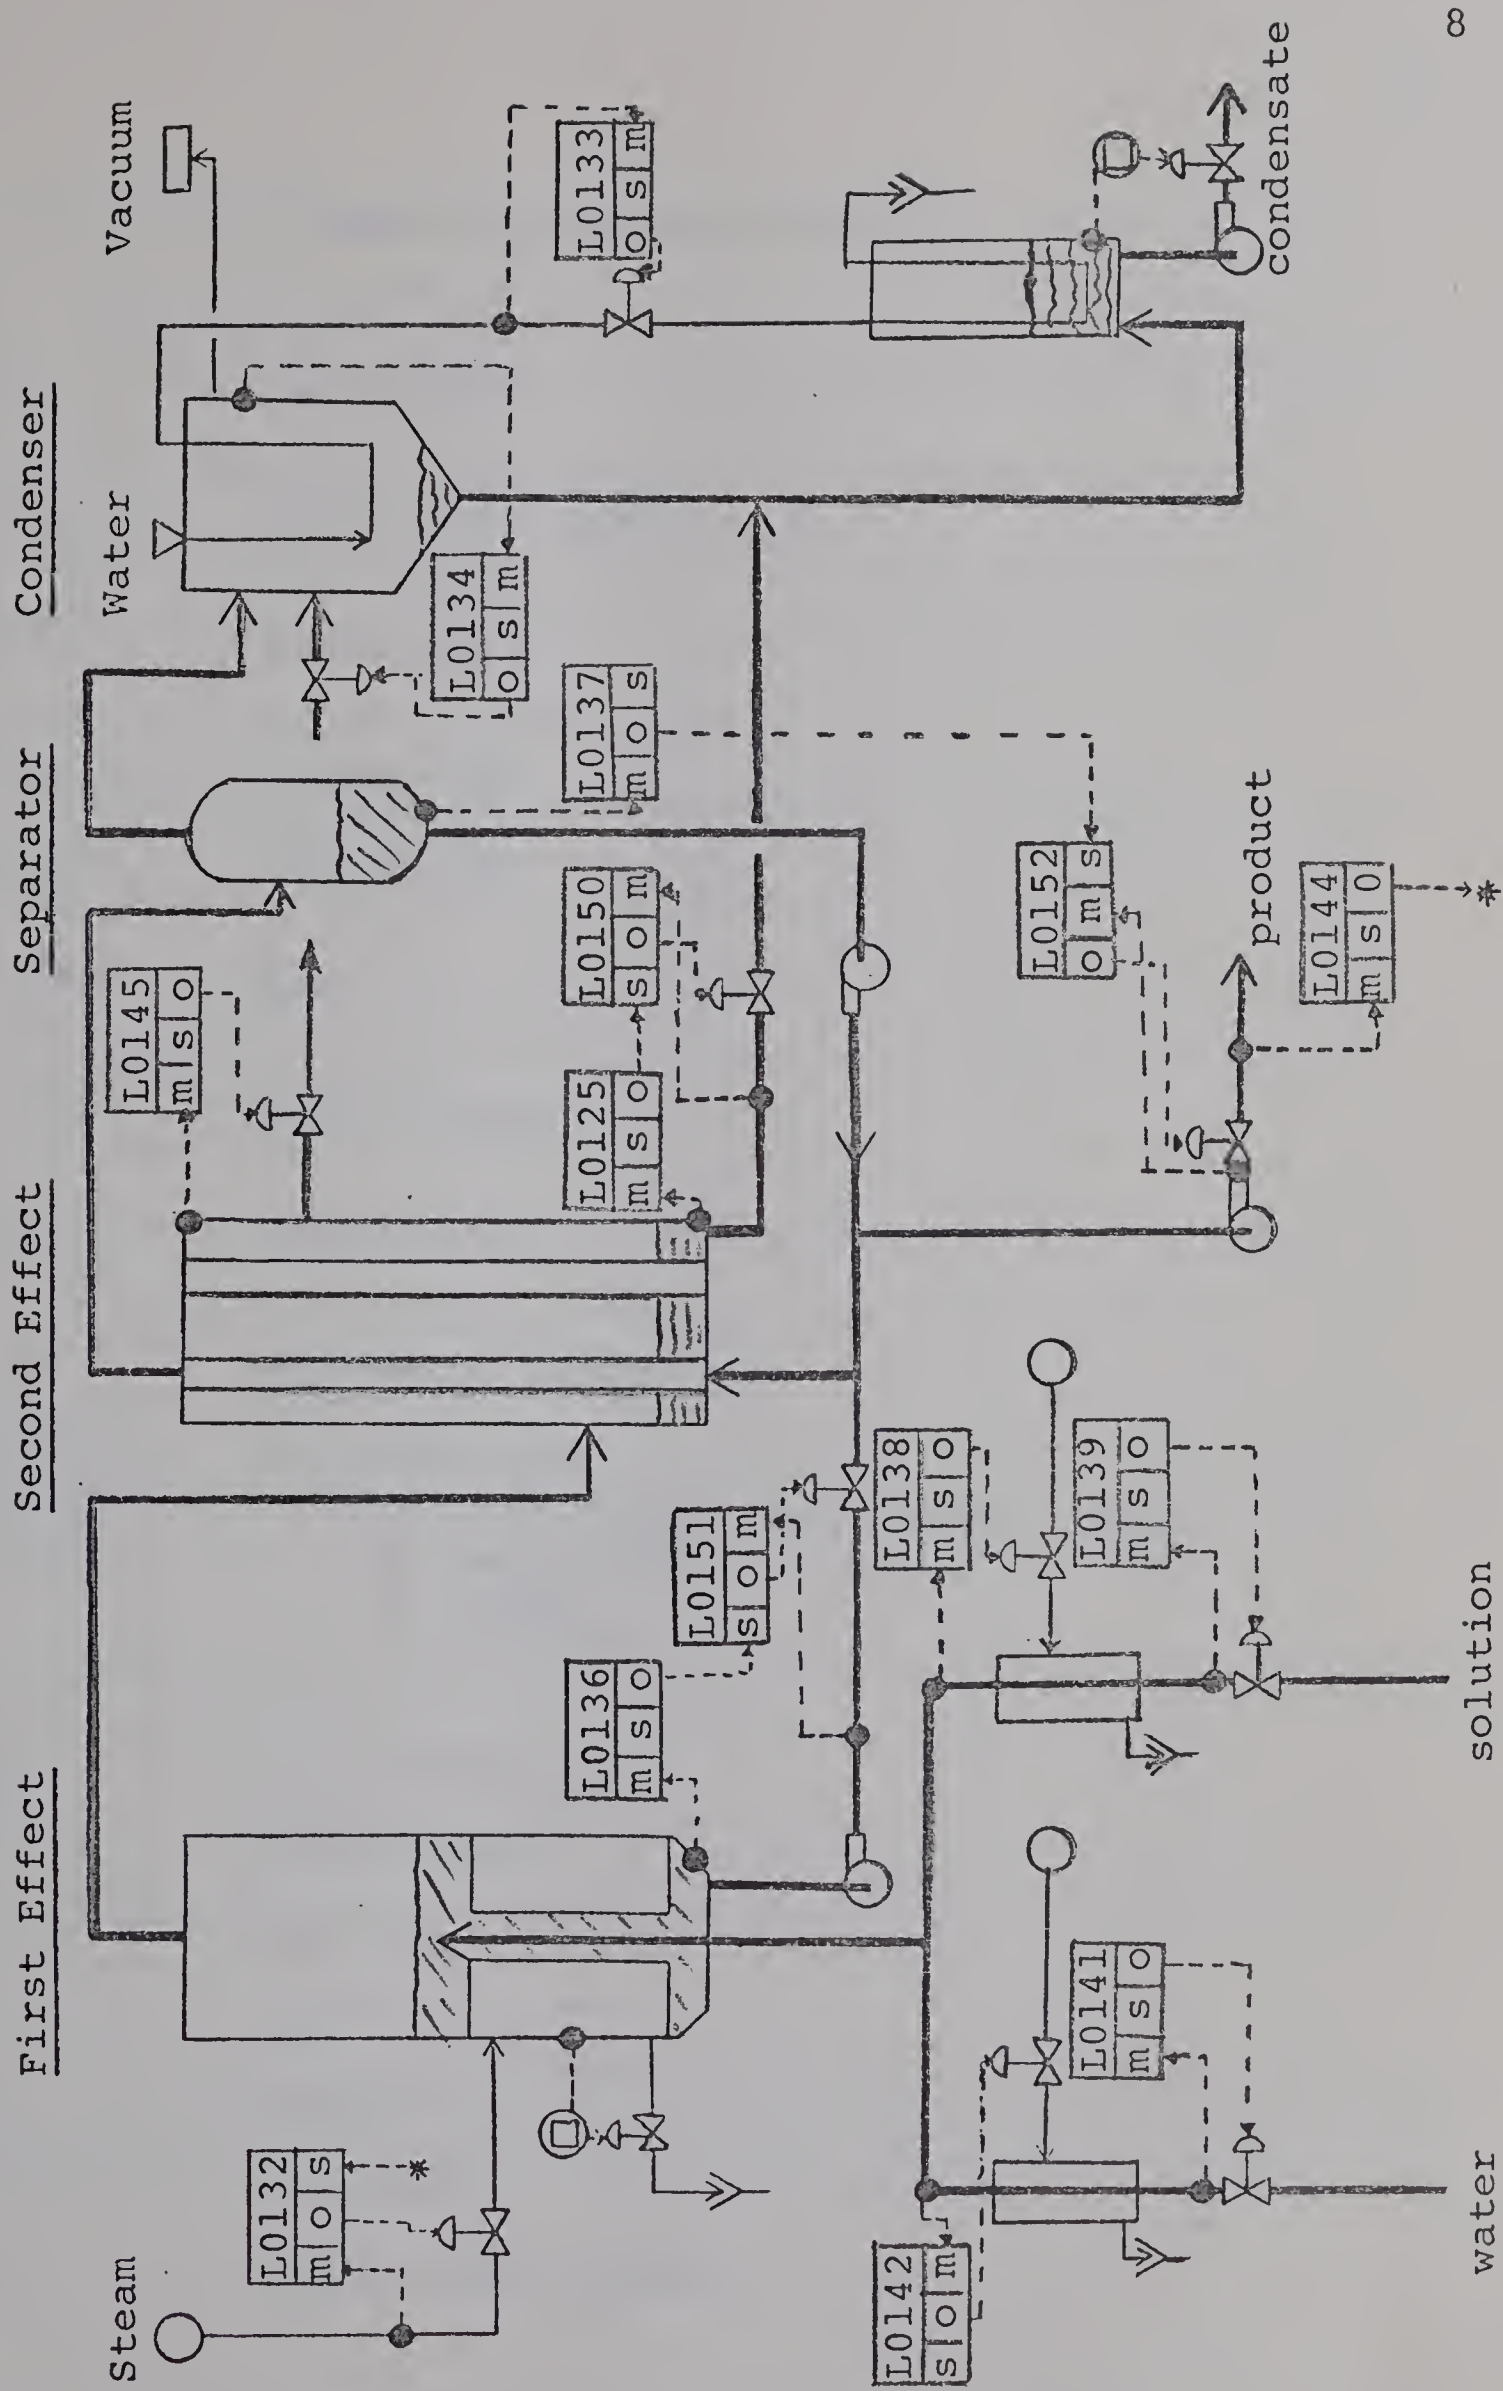 8
First Effect
Second Effect
Separator
Condenser
Steam
Water
Vacuum
L0132
m o s
*
L0145
m s o
L0134
o s m
L0133
o s m
L0136
m s o
L0151
s o m
L0125
m s o
L0150
s o m
L0137
m o s
L0142
s o m
L0141
m s o
L0138
m s o
L0139
m s o
L0152
o m s
L0144
m s o
*
water
solution
product
condensate